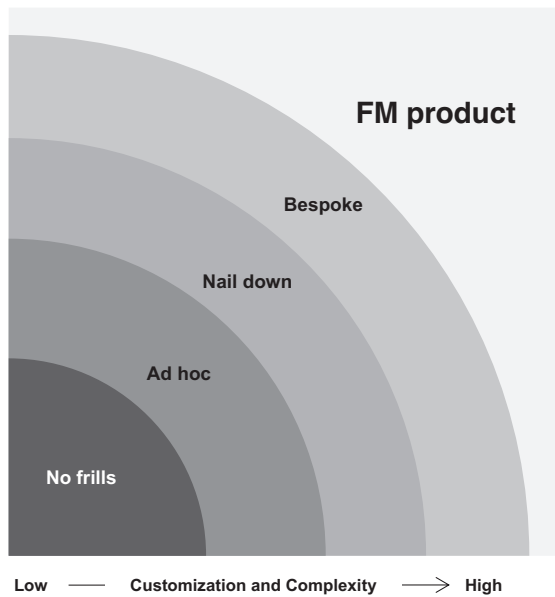 FM product
Bespoke
Nail down
Ad hoc
No frills
Low Customization and Complexity High